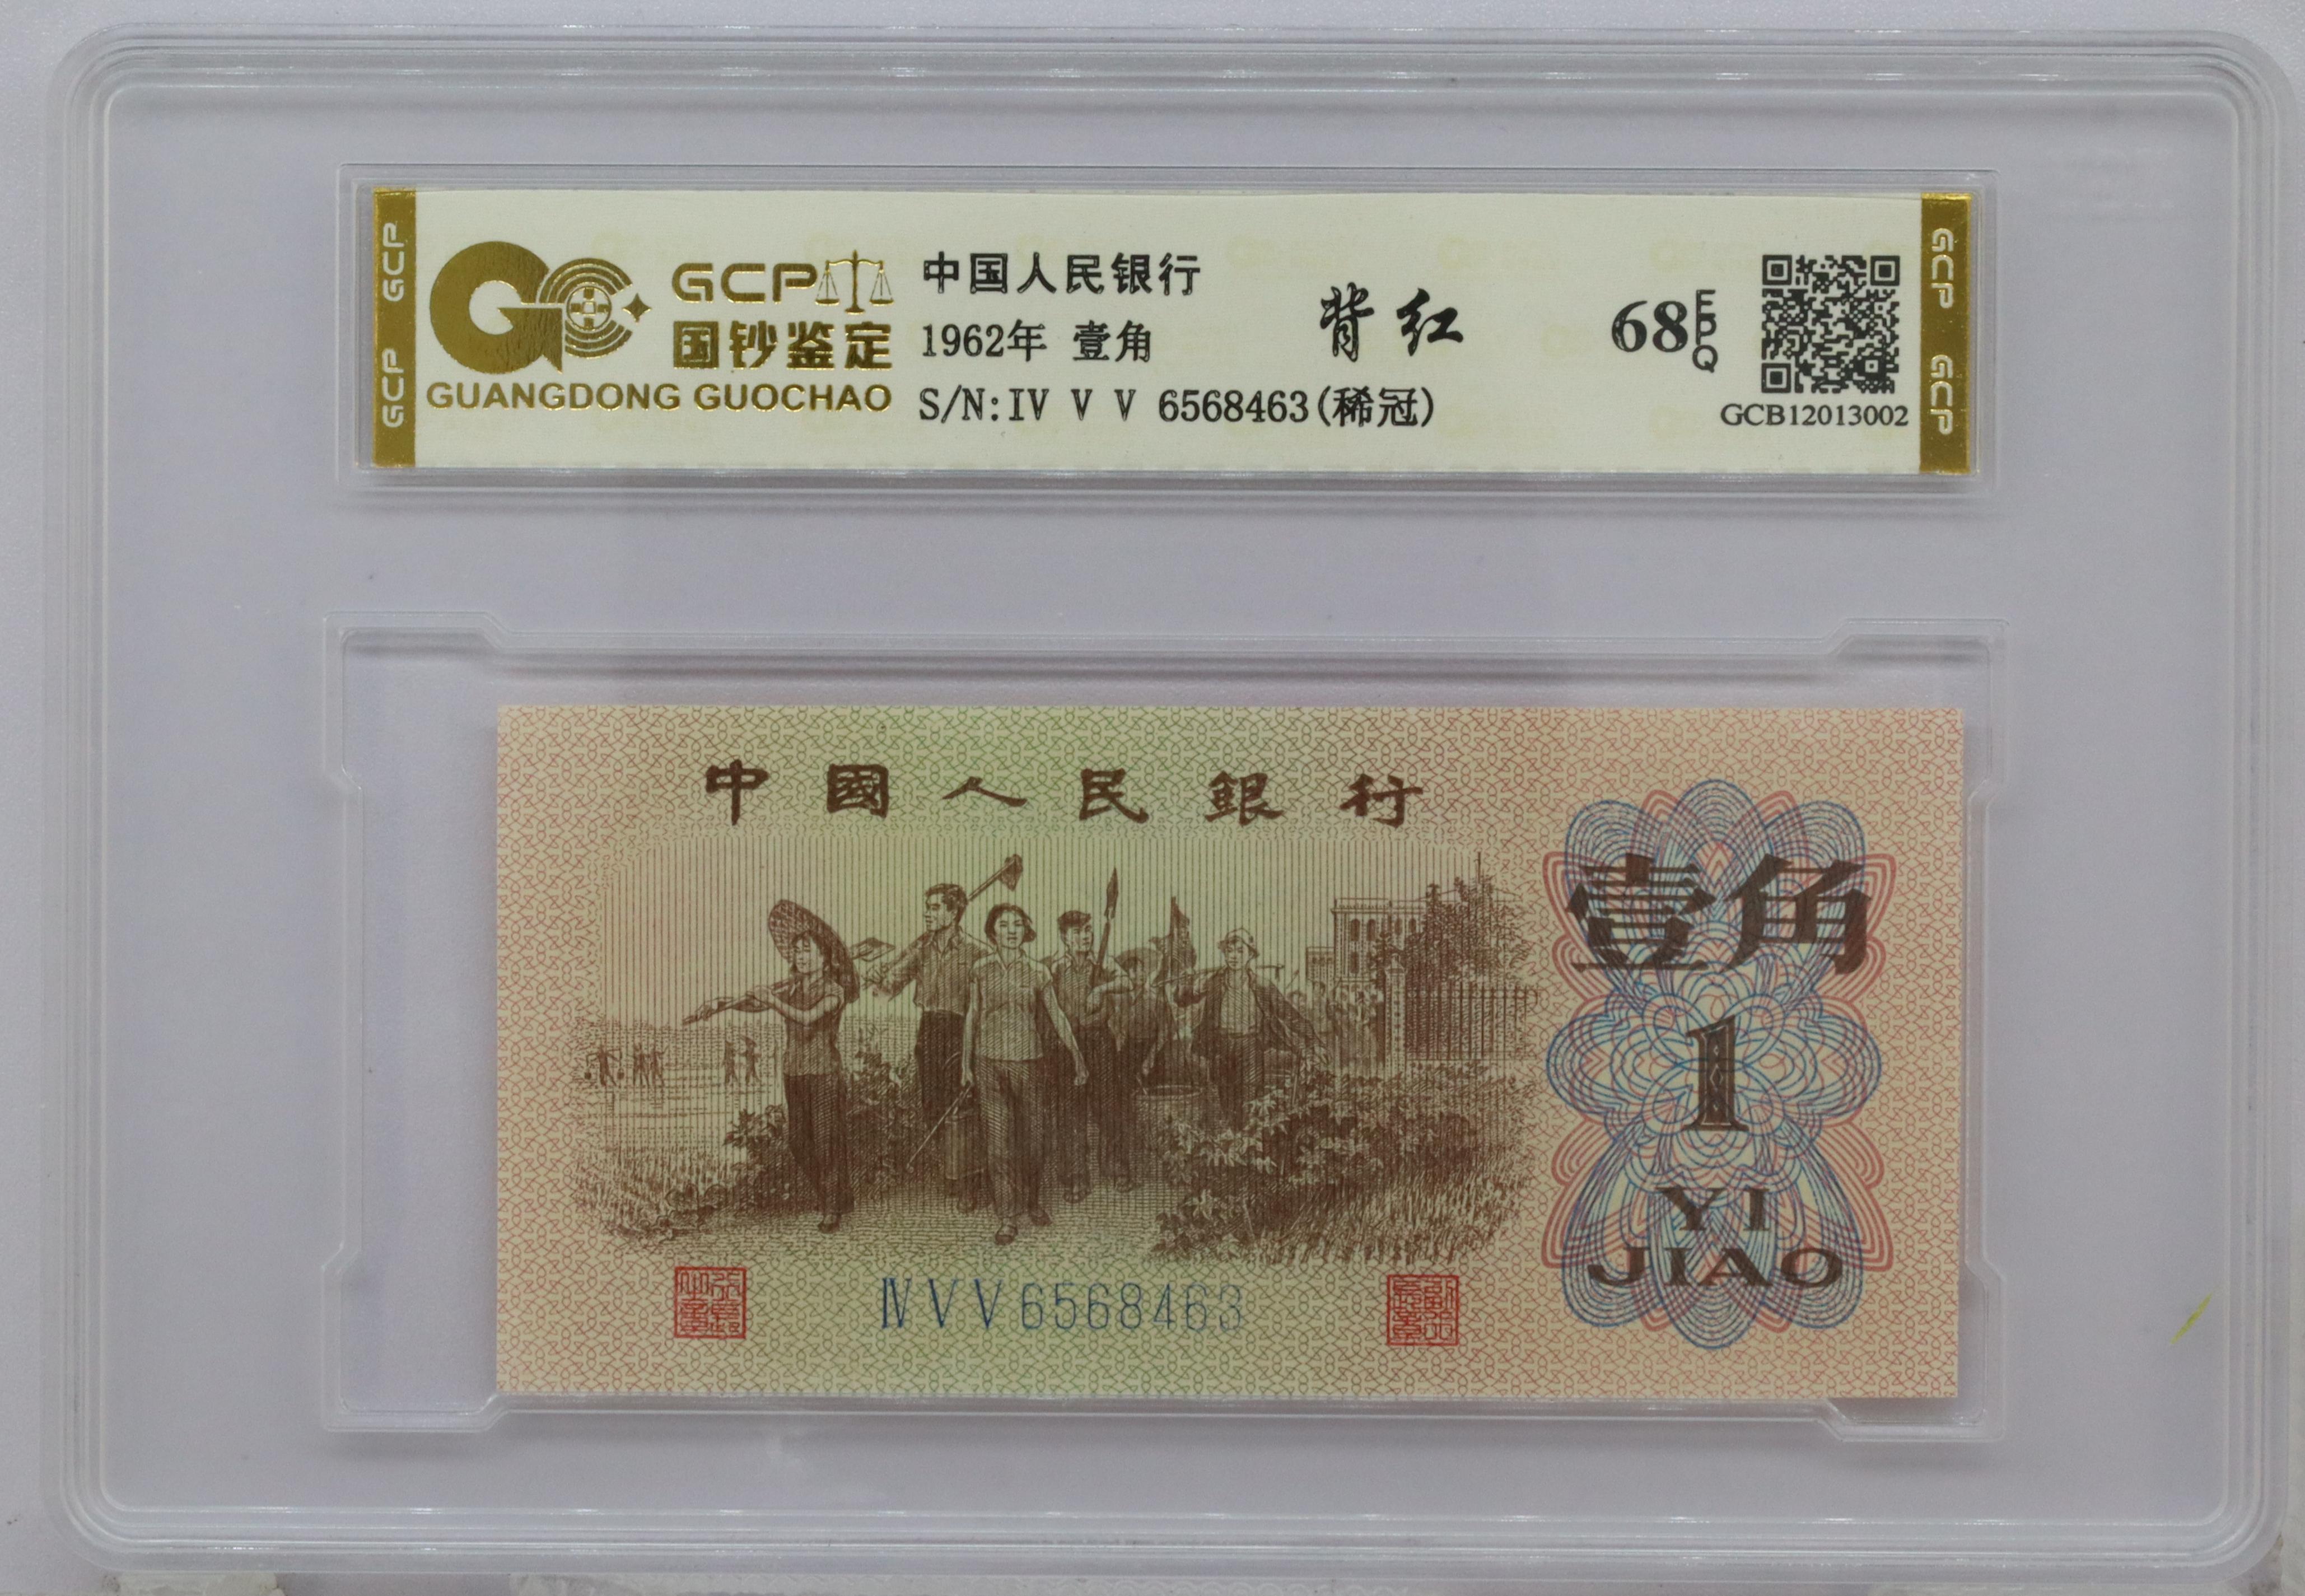 GCP GCP
GCP
国钞鉴定
GUANGDONG GUOCHAO
中国人民银行
1962年 壹角
S/N:IV V V 6568463(稀冠)
背红
68EPQ
GCB12013002
GCP GCP
中國人民銀行
壹角
1
YI
JIAO
ⅣVV6568463